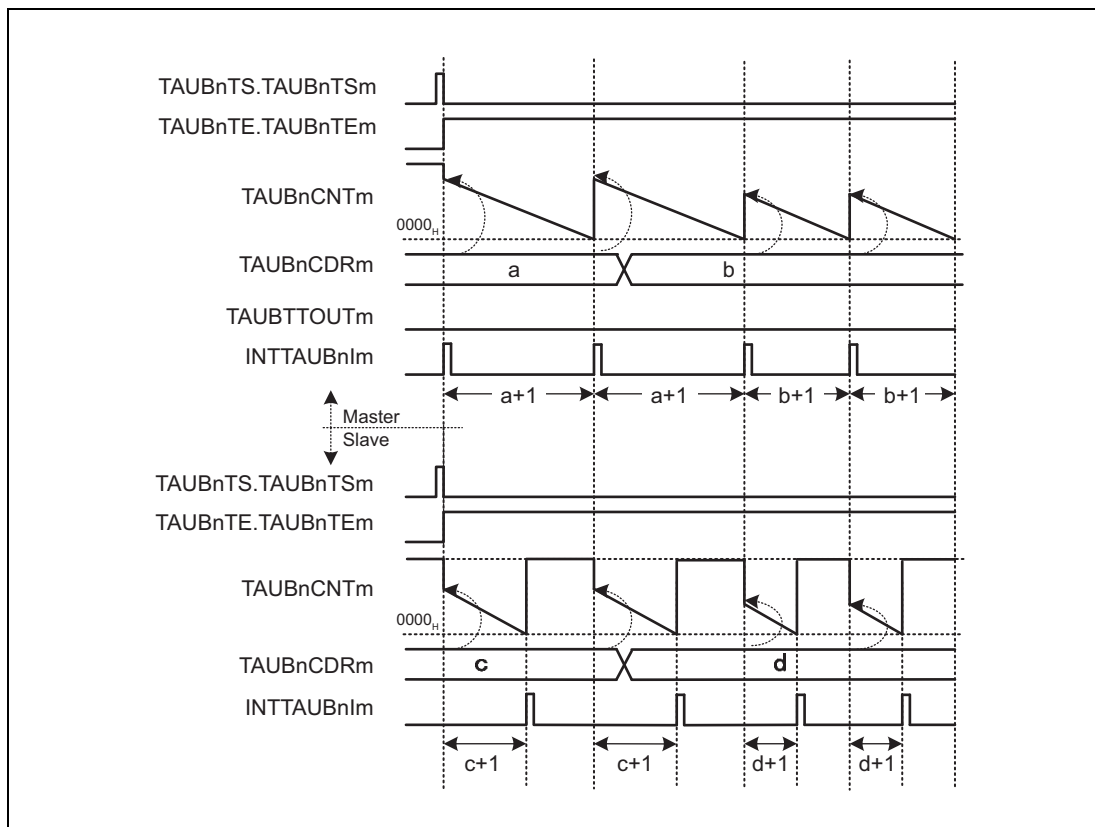 TAUBnTS.TAUBnTSm
TAUBnTE.TAUBnTEm
TAUBnCNTm
0000H
TAUBnCDRm
a
b
TAUBTTOUTm
INTTAUBnIm
a+1
a+1
b+1
b+1
Master
Slave
TAUBnTS.TAUBnTSm
TAUBnTE.TAUBnTEm
TAUBnCNTm
0000H
TAUBnCDRm
c
d
INTTAUBnIm
c+1
c+1
d+1
d+1